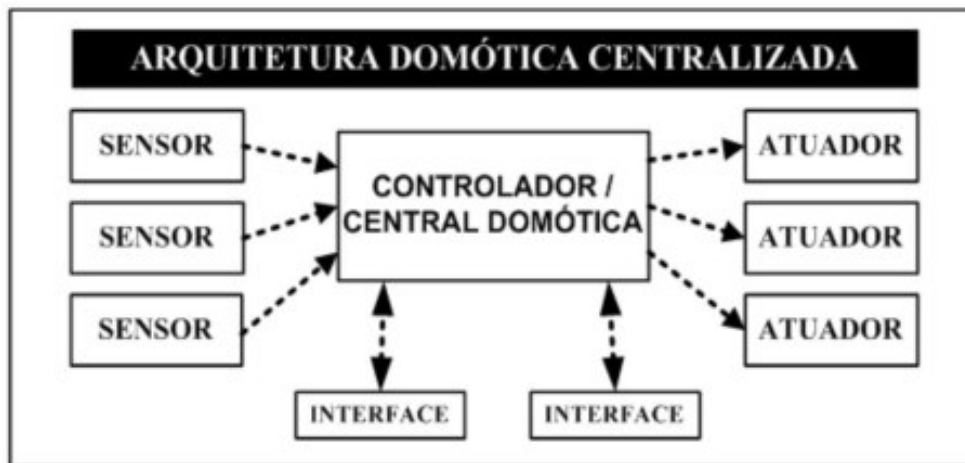 ARQUITETURA DOMÓTICA CENTRALIZADA
SENSOR
SENSOR
SENSOR
CONTROLADOR /
CENTRAL DOMÓTICA
ATUADOR
ATUADOR
ATUADOR
INTERFACE
INTERFACE